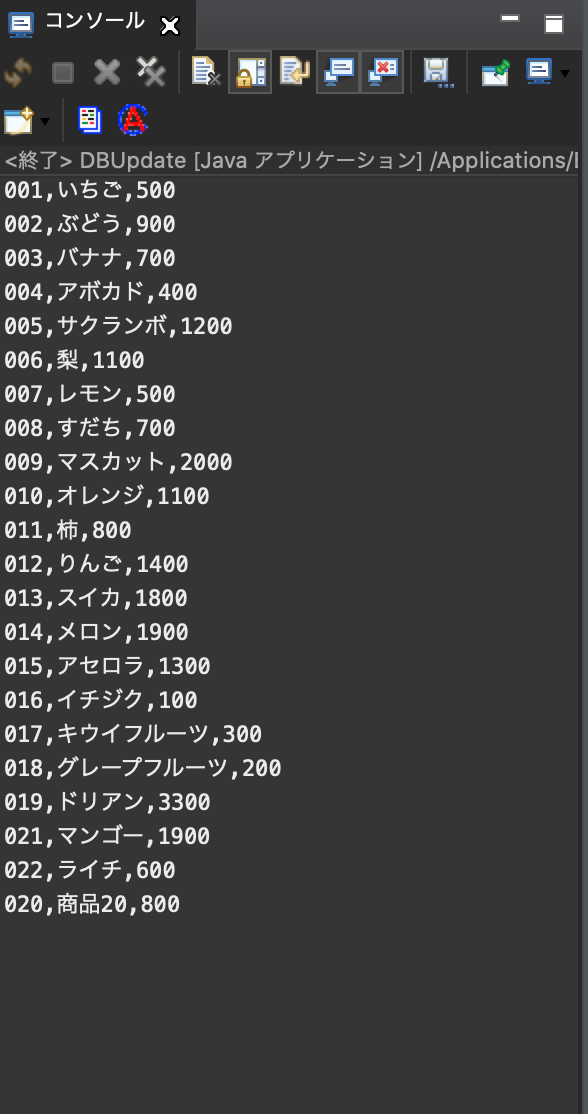 コンソール
<終了> DBUpdate [Java アプリケーション] /Applications/
001,いちご,500
002,ぶどう,900
003,バナナ,700
004,アボカド,400
005,サクランボ,1200
006,梨,1100
007,レモン,500
008,すだち,700
009,マスカット,2000
010,オレンジ,1100
011,柿,800
012,りんご,1400
013,スイカ,1800
014,メロン,1900
015,アセロラ,1300
016,イチジク,100
017,キウイフルーツ,300
018,グレープフルーツ,200
019,ドリアン,3300
021,マンゴー,1900
022,ライチ,600
020,商品20,800